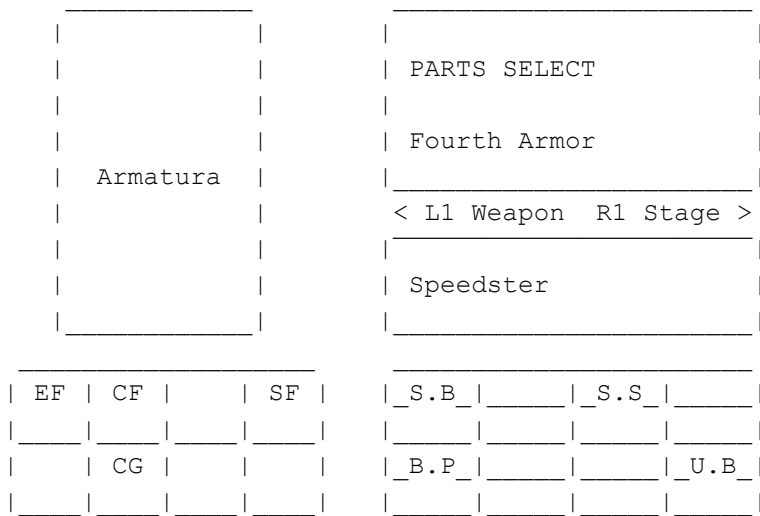 PARTS SELECT
Fourth Armor
Armatura
< L1 Weapon R1 Stage >
Speedster
EF CF SF
S.B S.S
CG
B.P U.B